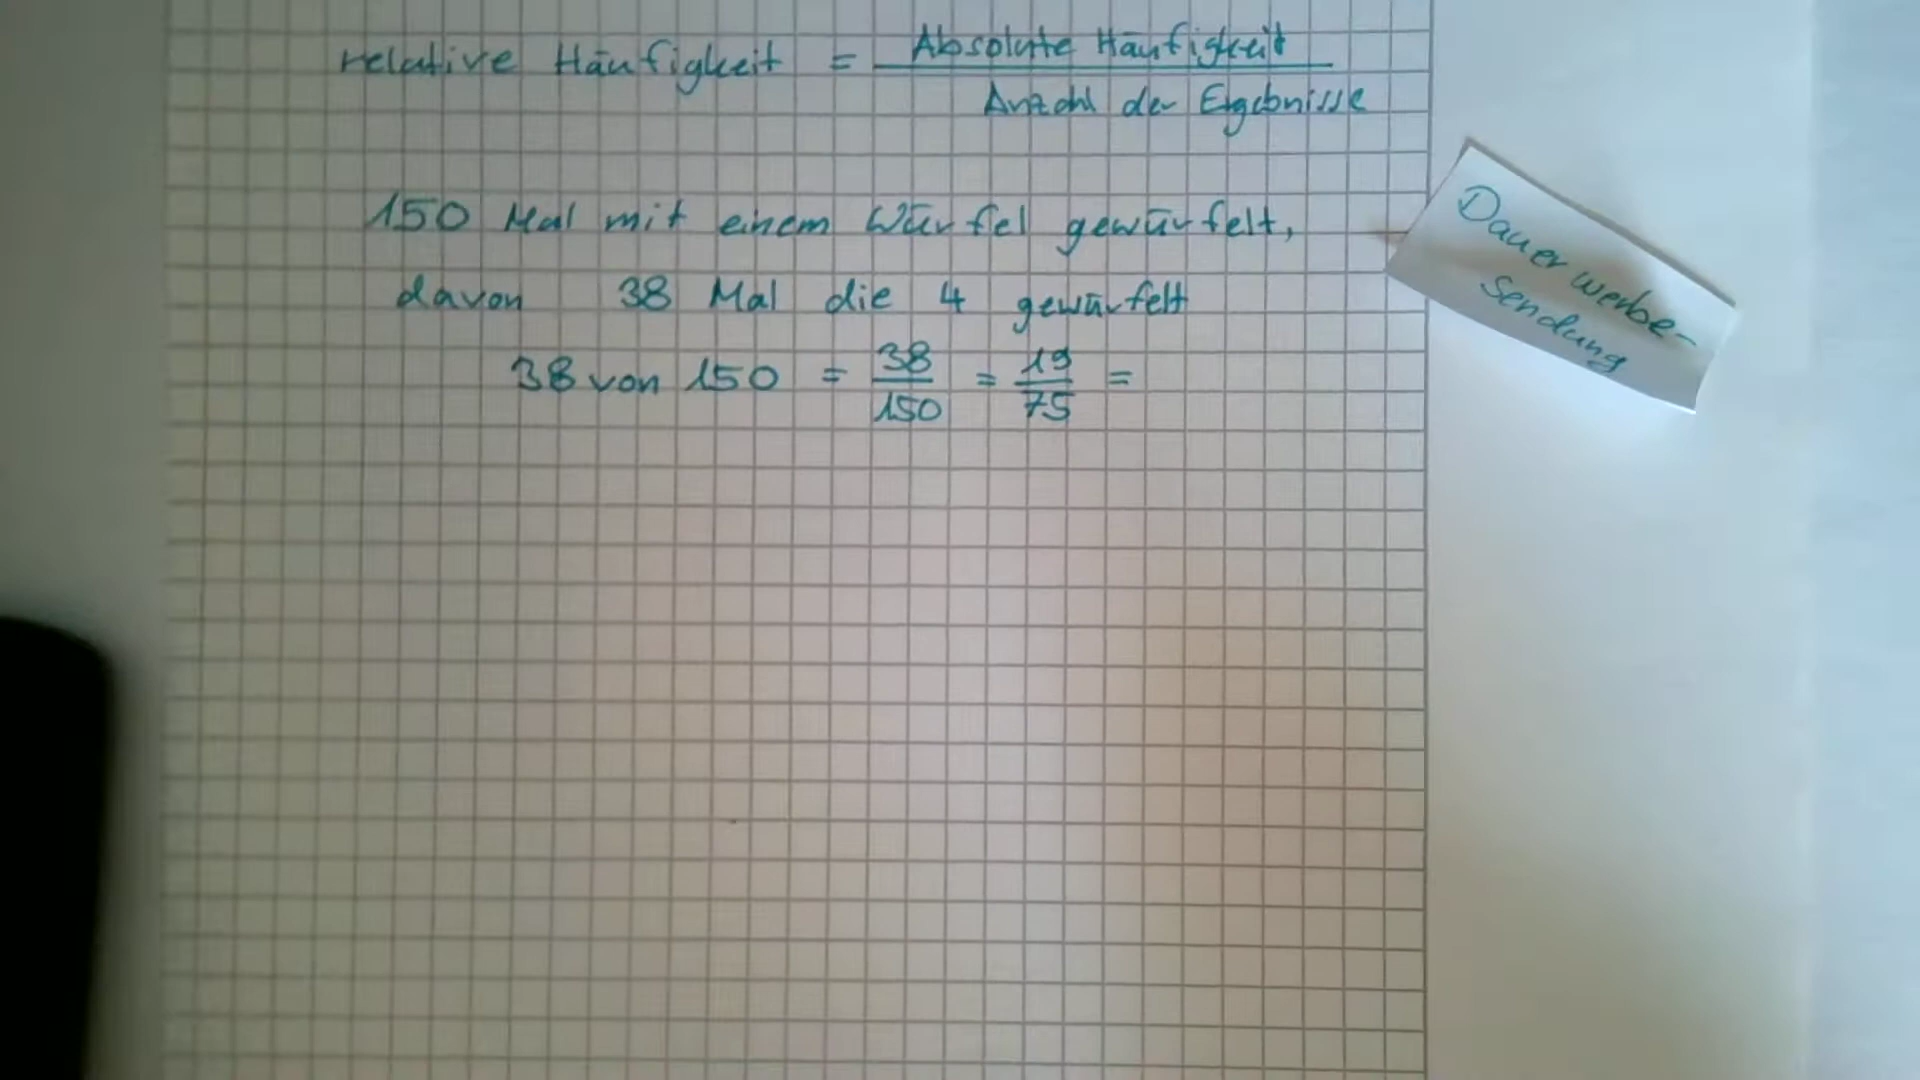 relative Häufigkeit = Absolute Häufigkeit / Anzahl der Ergebnisse
150 Mal mit einem Würfel gewürfelt,
davon 38 Mal die 4 gewürfelt
38 von 150 = 38/150 = 19/75 =
Dauerwerbe-
sendung